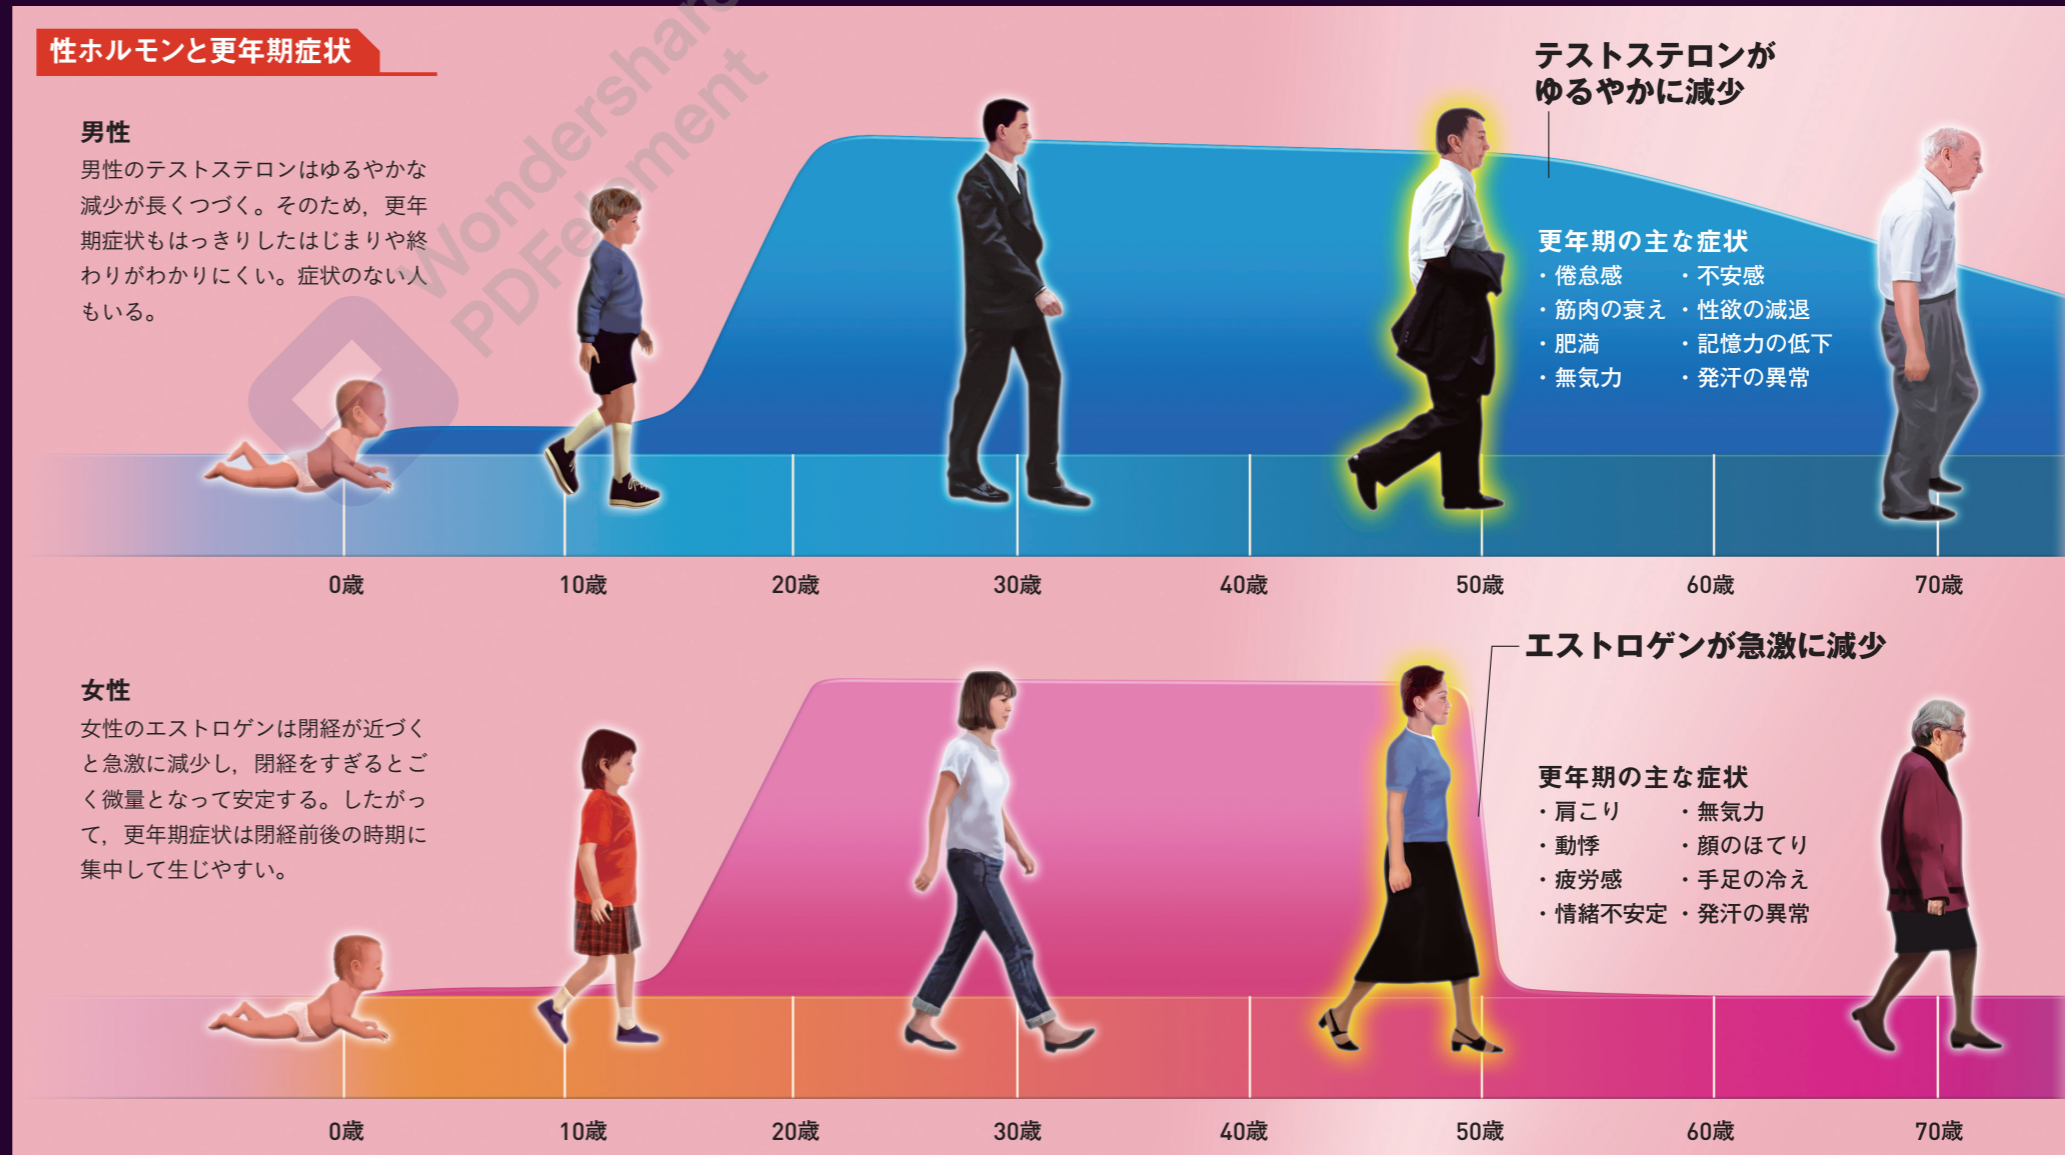 性ホルモンと更年期症状
男性
男性のテストステロンはゆるやかな
減少が長くつづく。そのため，更年
期症状もはっきりしたはじまりや終
わりがわかりにくい。症状のない人
もいる。
Wondershare
PDFelement
テストステロンが
ゆるやかに減少
更年期の主な症状
・倦怠感 ・不安感
・筋肉の衰え ・性欲の減退
・肥満 ・記憶力の低下
・無気力 ・発汗の異常
0歳 10歳 20歳 30歳 40歳 50歳 60歳 70歳
女性
女性のエストロゲンは閉経が近づく
と急激に減少し，閉経をすぎるとご
く微量となって安定する。したがっ
て，更年期症状は閉経前後の時期に
集中して生じやすい。
エストロゲンが急激に減少
更年期の主な症状
・肩こり ・無気力
・動悸 ・顔のほてり
・疲労感 ・手足の冷え
・情緒不安定 ・発汗の異常
0歳 10歳 20歳 30歳 40歳 50歳 60歳 70歳